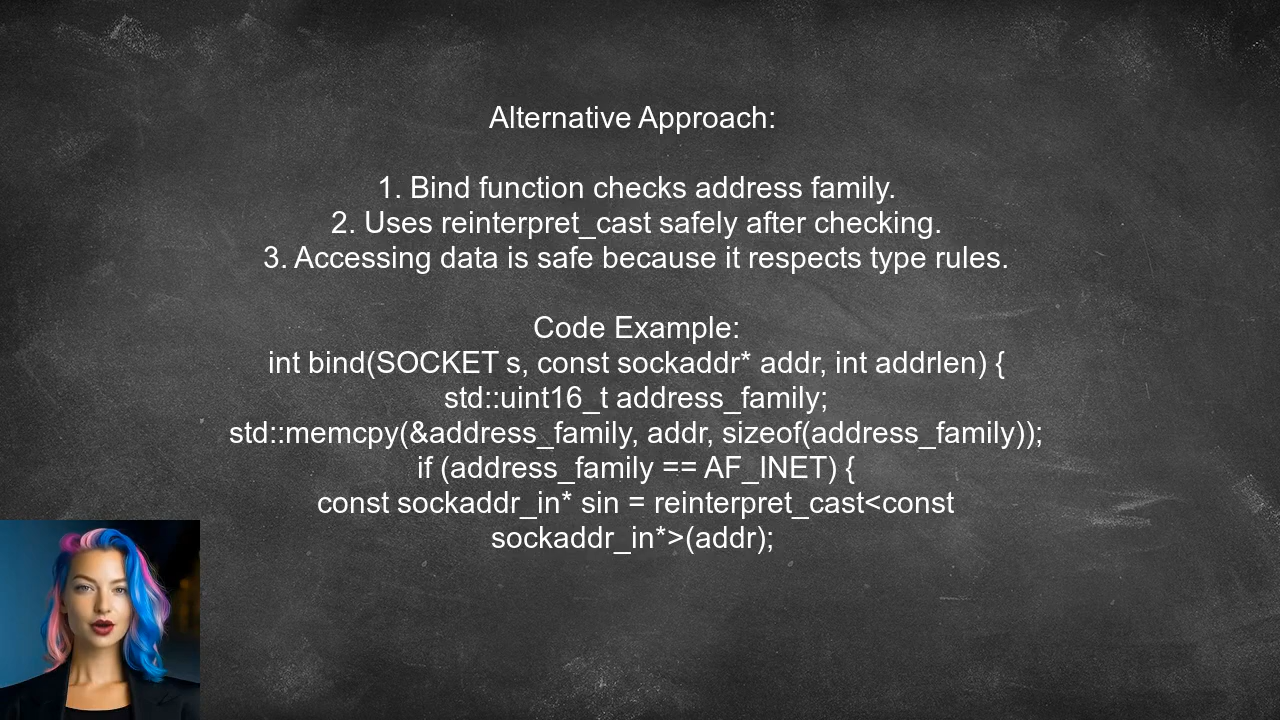 Alternative Approach:
1. Bind function checks address family.
2. Uses reinterpret_cast safely after checking.
3. Accessing data is safe because it respects type rules.
Code Example:
int bind(SOCKET s, const sockaddr* addr, int addrlen) {
std::uint16_t address_family;
std::memcpy(&address_family, addr, sizeof(address_family));
if (address_family == AF_INET) {
const sockaddr_in* sin = reinterpret_cast<const
sockaddr_in*>(addr);